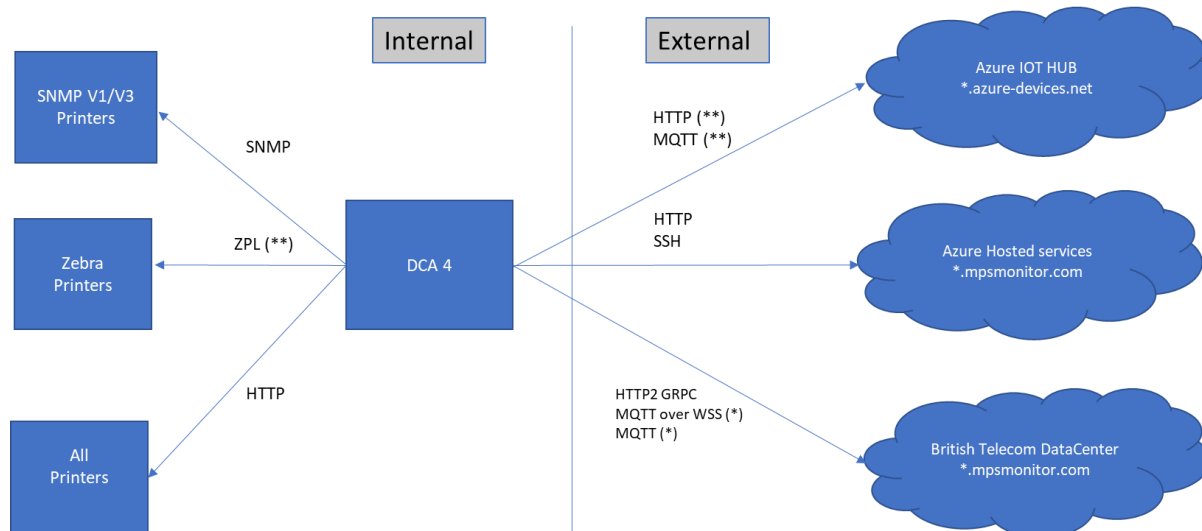 Internal
External
SNMP V1/V3
Printers
SNMP
Zebra
Printers
ZPL (**)
All
Printers
HTTP
DCA 4
HTTP (**)
MQTT (**)
Azure IOT HUB
*.azure-devices.net
HTTP
SSH
Azure Hosted services
*.mpsmonitor.com
HTTP2 GRPC
MQTT over WSS (*)
MQTT (*)
British Telecom DataCenter
*.mpsmonitor.com